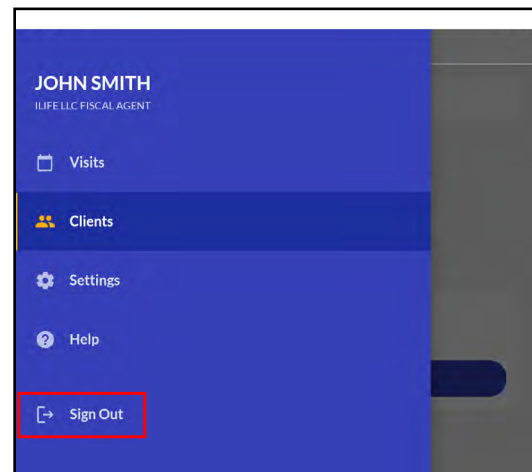 JOHN SMITH
ILIFE LLC FISCAL AGENT
Visits
Clients
Settings
Help
Sign Out